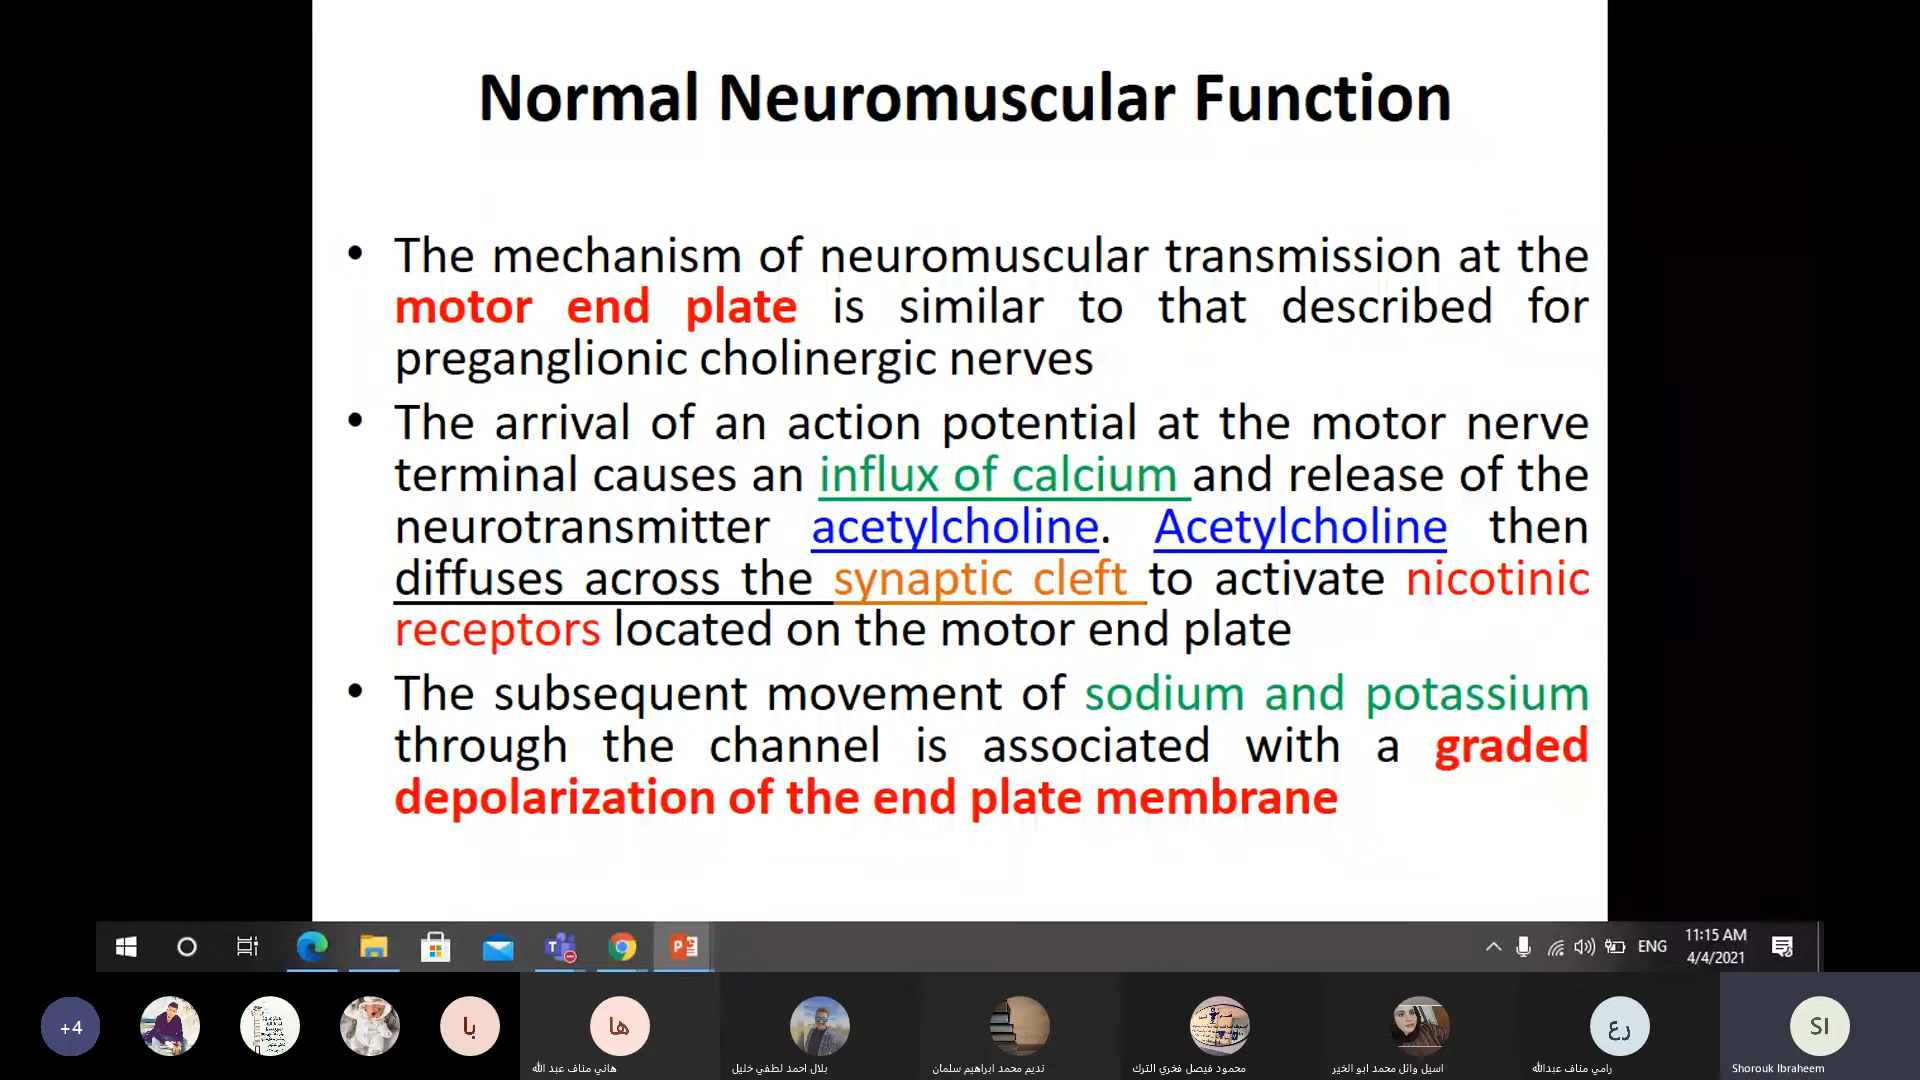 Normal Neuromuscular Function
• The mechanism of neuromuscular transmission at the
motor end plate is similar to that described for
preganglionic cholinergic nerves
• The arrival of an action potential at the motor nerve
terminal causes an influx of calcium and release of the
neurotransmitter acetylcholine. Acetylcholine then
diffuses across the synaptic cleft to activate nicotinic
receptors located on the motor end plate
• The subsequent movement of sodium and potassium
through the channel is associated with a graded
depolarization of the end plate membrane
ENG
11:15 AM
4/4/2021
+4
با
ها
رع
SI
هاني مناف عبد الله
بلال احمد لطفي خليل
نديم محمد ابراهيم سلمان
محمود فيصل فخري الترك
اسيل وائل محمد ابو الخير
رامي مناف عبدالله
Shorouk Ibraheem